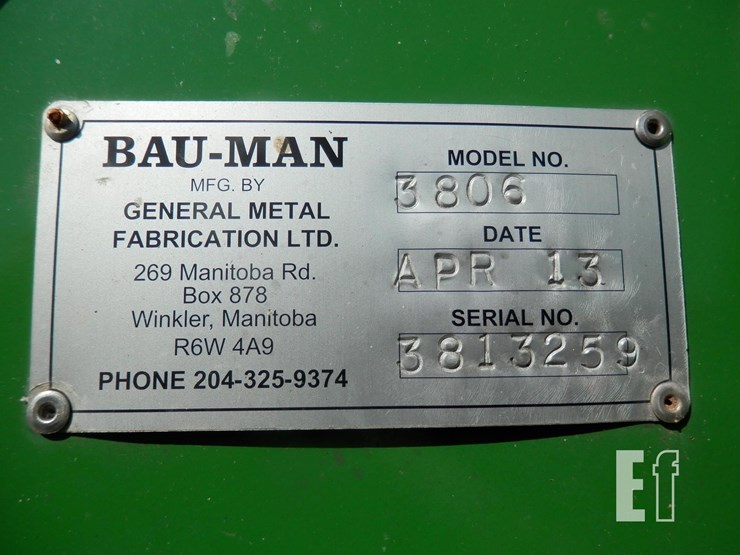 BAU-MAN
MFG. BY
GENERAL METAL
FABRICATION LTD.
269 Manitoba Rd.
Box 878
Winkler, Manitoba
R6W 4A9
PHONE 204-325-9374
MODEL NO.
3806
DATE
APR 13
SERIAL NO.
3813259
Ef